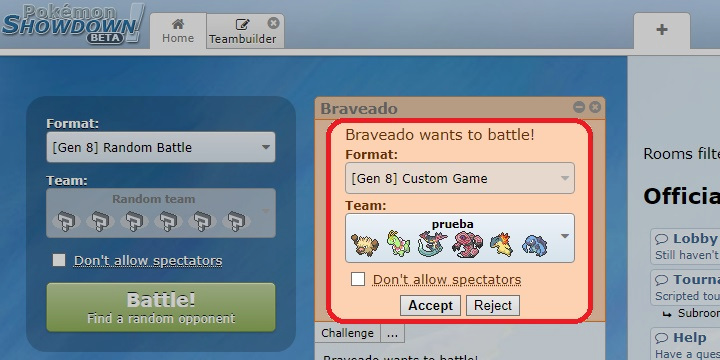 Pokémon
SHOWDOWN!
BETA
Home
Teambuilder
+
Format:
[Gen 8] Random Battle
Team:
Random team
Don't allow spectators
Battle!
Find a random opponent
Braveado
Braveado wants to battle!
Format:
[Gen 8] Custom Game
Team:
prueba
Don't allow spectators
Accept
Reject
Challenge
...
Braveado wants to battle!
Rooms filte
Officia
Lobby
Still haven't
Tourna
Scripted tou
Subroor
Help
Have a ques